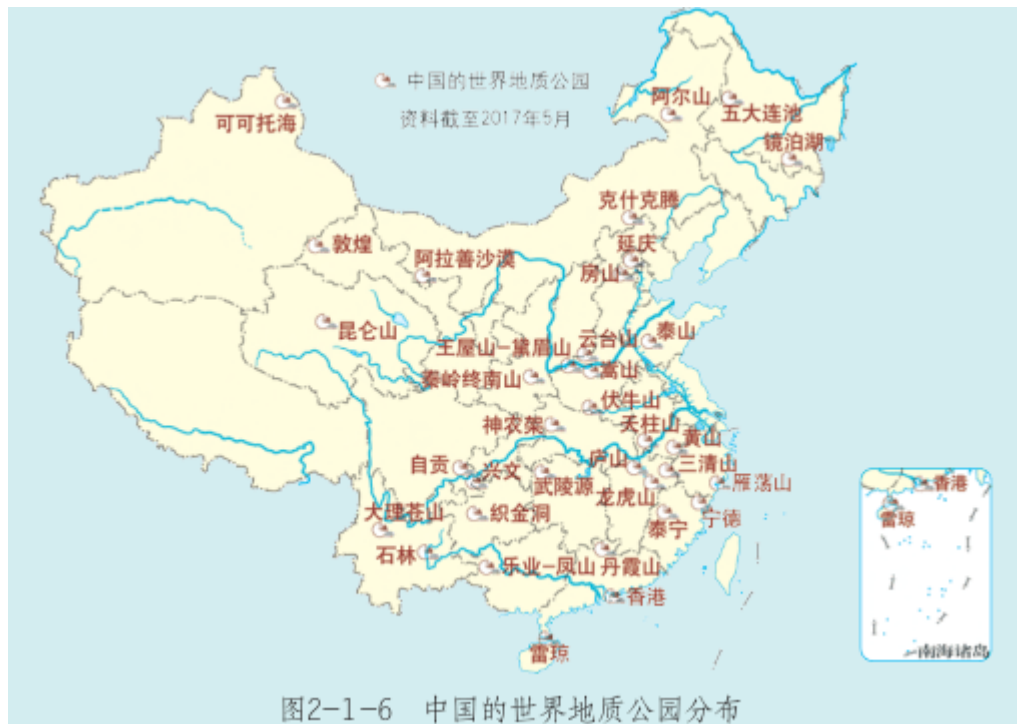 中国的世界地质公园
资料截至2017年5月
可可托海
阿尔山
五大连池
镜泊湖
克什克腾
敦煌
阿拉善沙漠
延庆
房山
昆仑山
王屋山-黛眉山
云台山
泰山
秦岭终南山
嵩山
伏牛山
神农架
天柱山
黄山
自贡
兴文
武陵源
庐山
三清山
龙虎山
雁荡山
大理苍山
织金洞
泰宁
宁德
石林
乐业-凤山
丹霞山
香港
雷琼
香港
雷琼
南海诸岛
图2-1-6 中国的世界地质公园分布